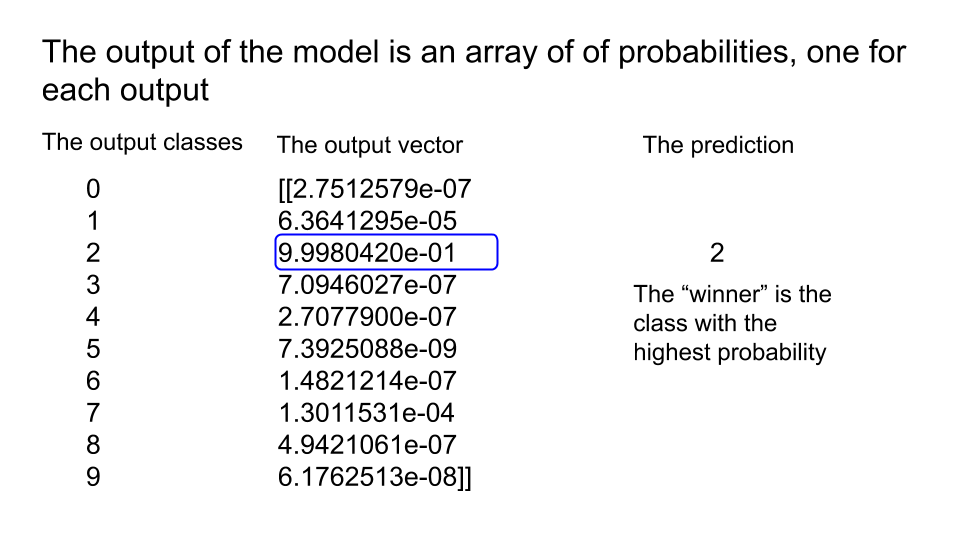 The output of the model is an array of of probabilities, one for
each output
The output classes The output vector The prediction
0 [[2.7512579e-07
1 6.3641295e-05
2 9.9980420e-01 2
3 7.0946027e-07
The “winner” is the
4 2.7077900e-07
class with the
5 7.3925088e-09
highest probability
6 1.4821214e-07
7 1.3011531e-04
8 4.9421061e-07
9 6.1762513e-08]]